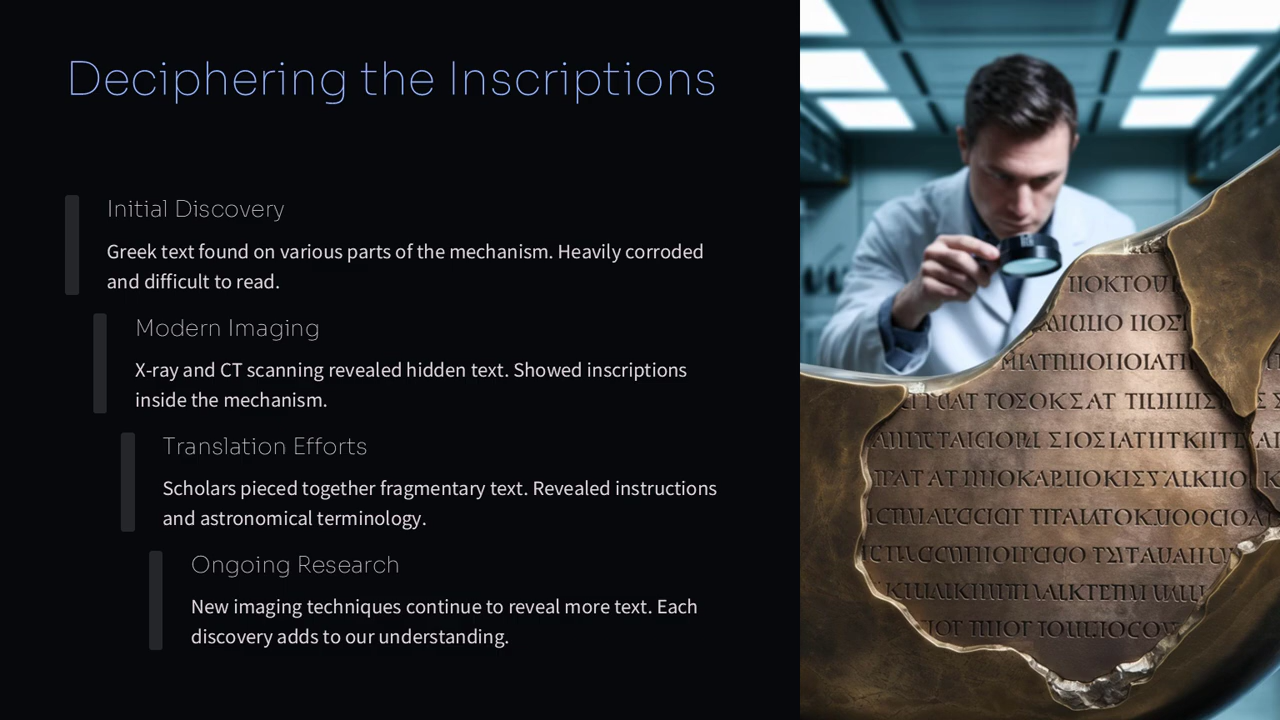 Deciphering the Inscriptions
Initial Discovery
Greek text found on various parts of the mechanism. Heavily corroded
and difficult to read.
Modern Imaging
X-ray and CT scanning revealed hidden text. Showed inscriptions
inside the mechanism.
Translation Efforts
Scholars pieced together fragmentary text. Revealed instructions
and astronomical terminology.
Ongoing Research
New imaging techniques continue to reveal more text. Each
discovery adds to our understanding.